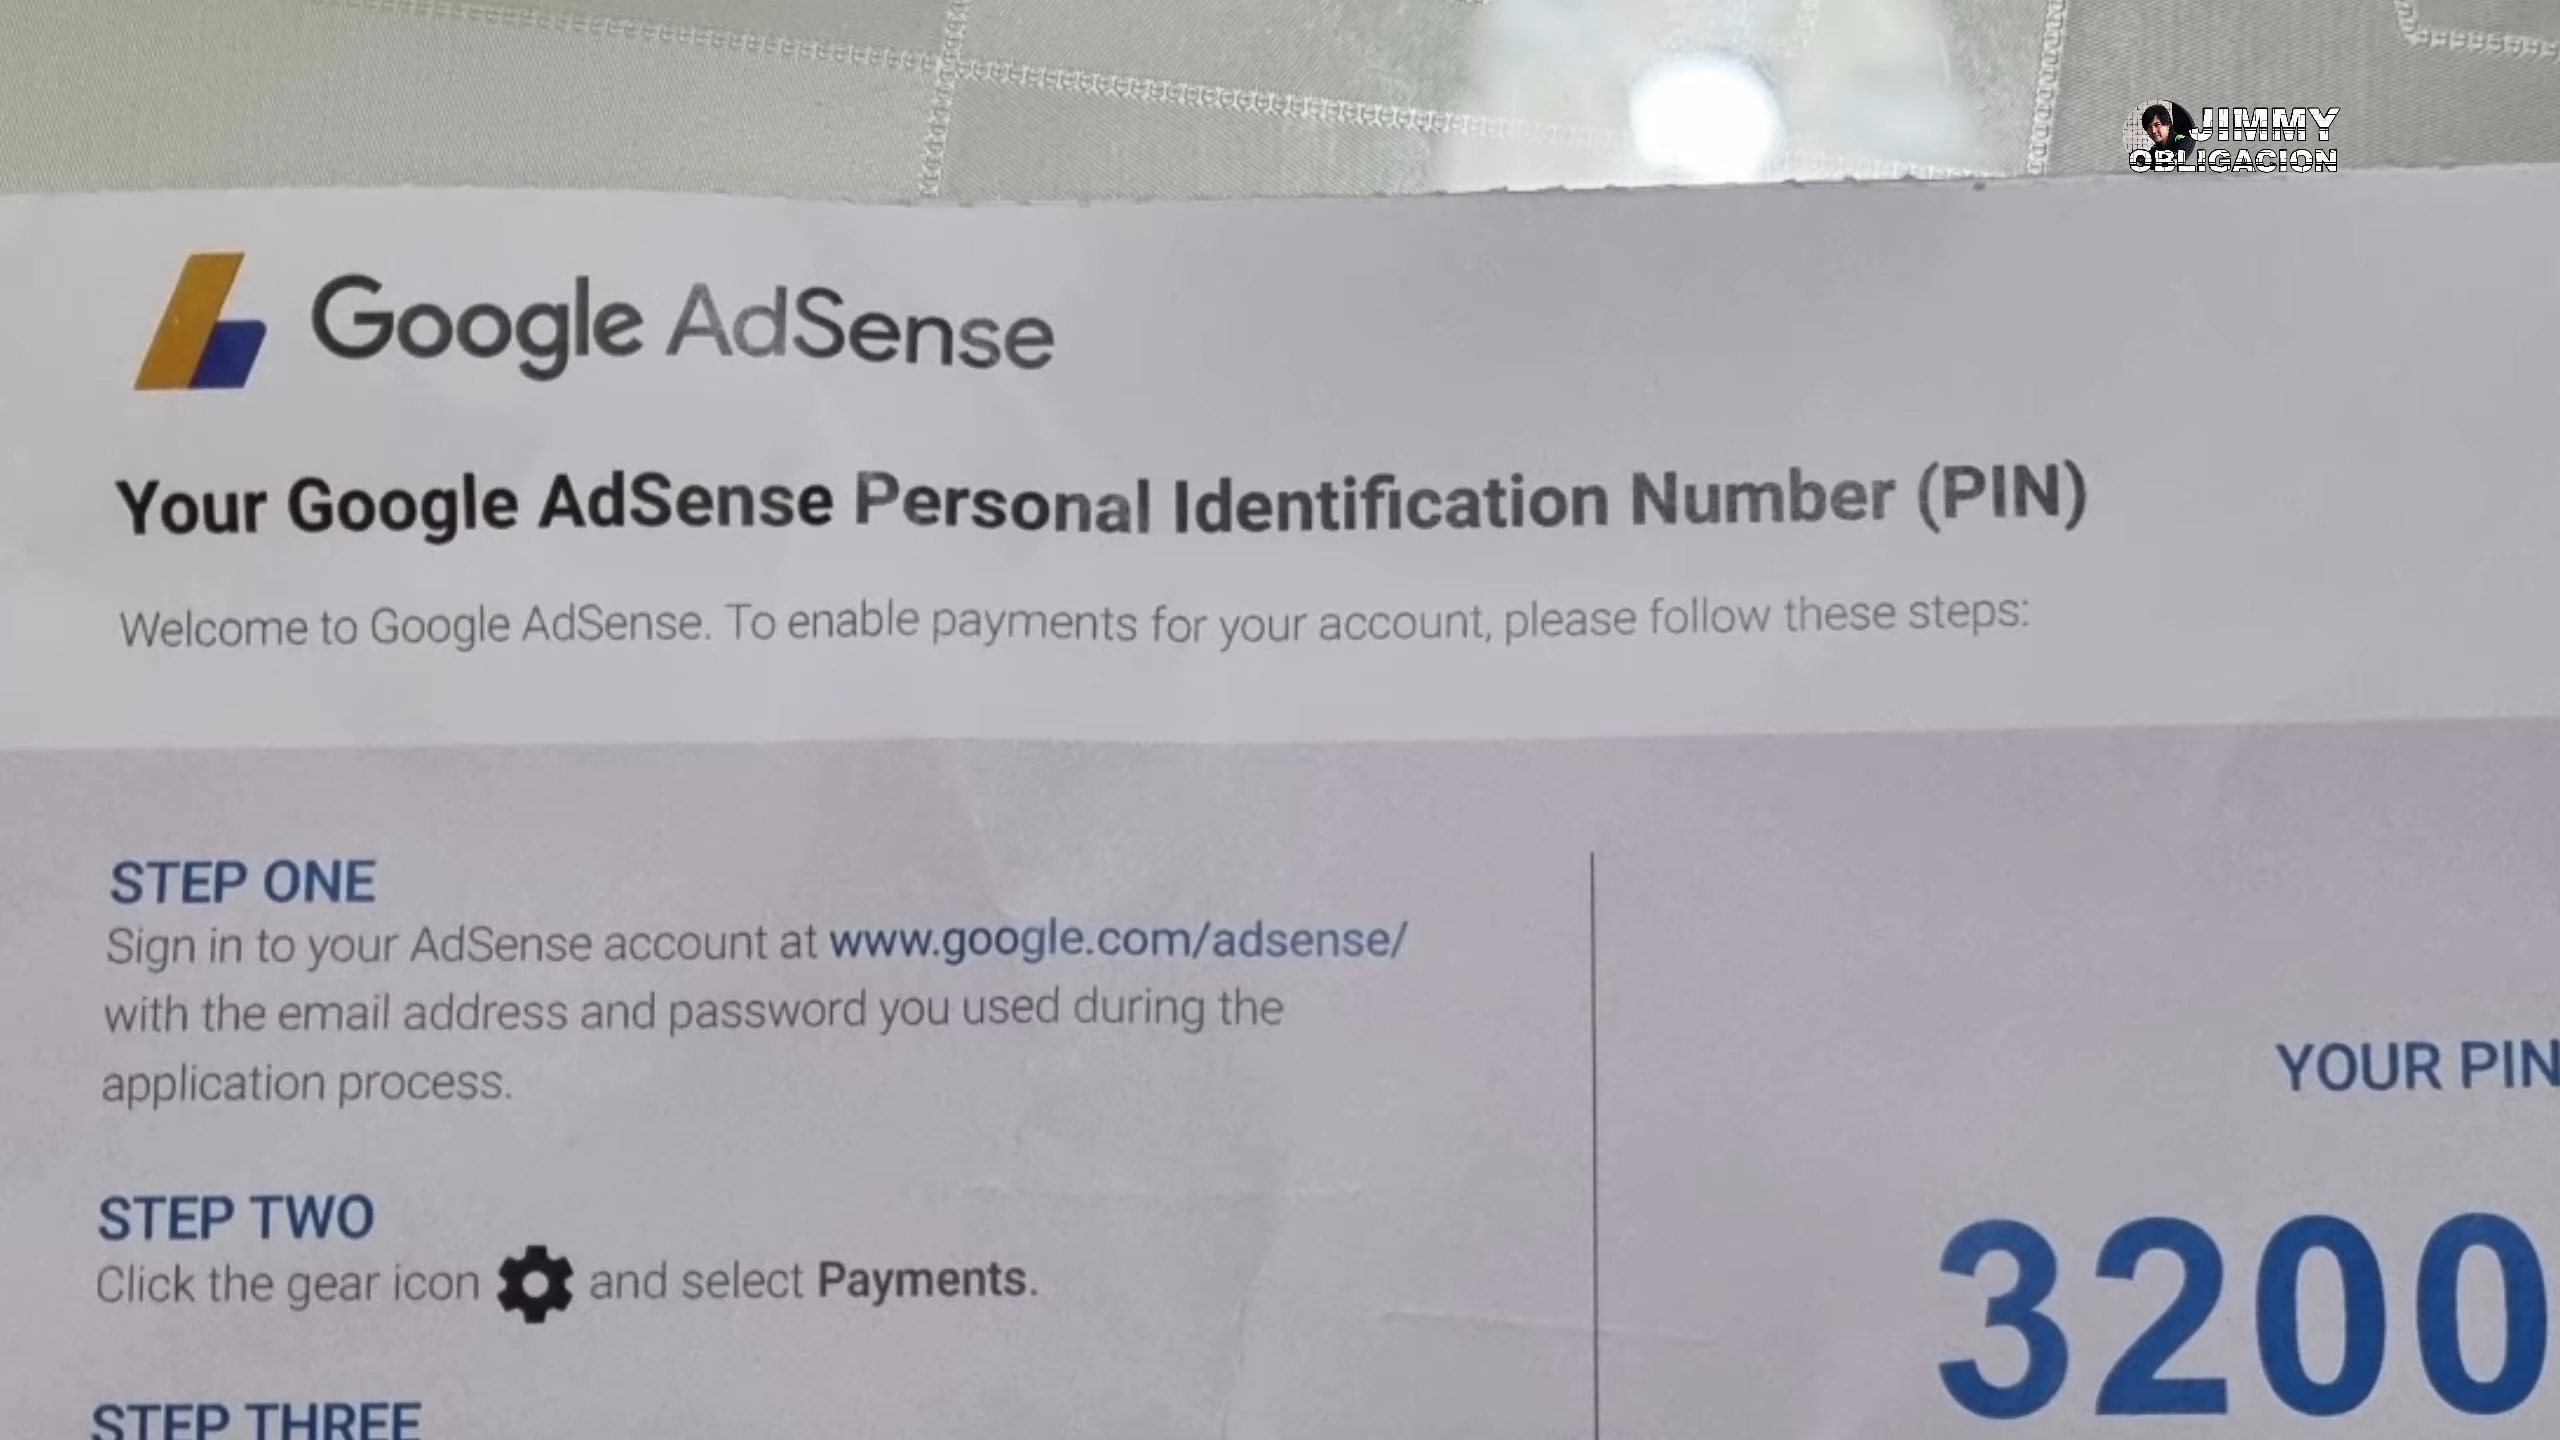 JIMMY
OBLIGACION
Google AdSense
Your Google AdSense Personal Identification Number (PIN)
Welcome to Google AdSense. To enable payments for your account, please follow these steps:
STEP ONE
Sign in to your AdSense account at www.google.com/adsense/
with the email address and password you used during the
application process.
STEP TWO
Click the gear icon and select Payments.
STEP THREE
YOUR PIN
3200